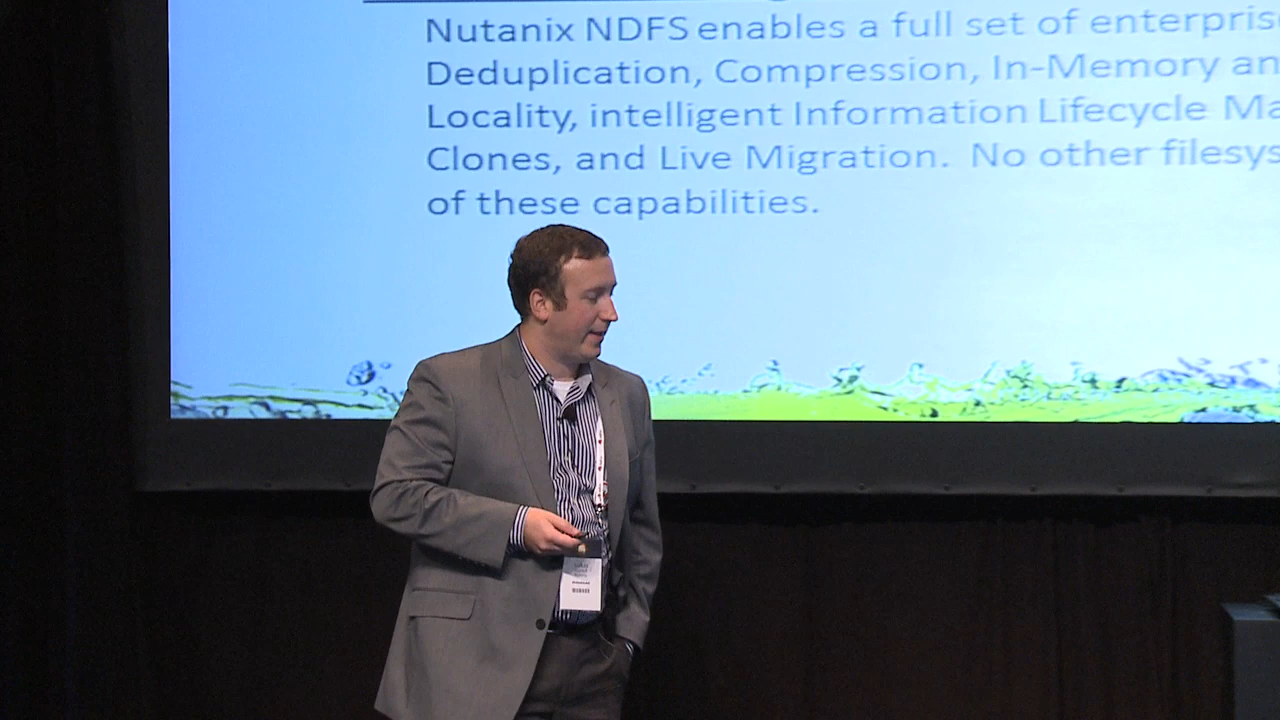 Nutanix NDFS enables a full set of enterpris
Deduplication, Compression, In-Memory an
Locality, intelligent Information Lifecycle Ma
Clones, and Live Migration. No other filesys
of these capabilities.